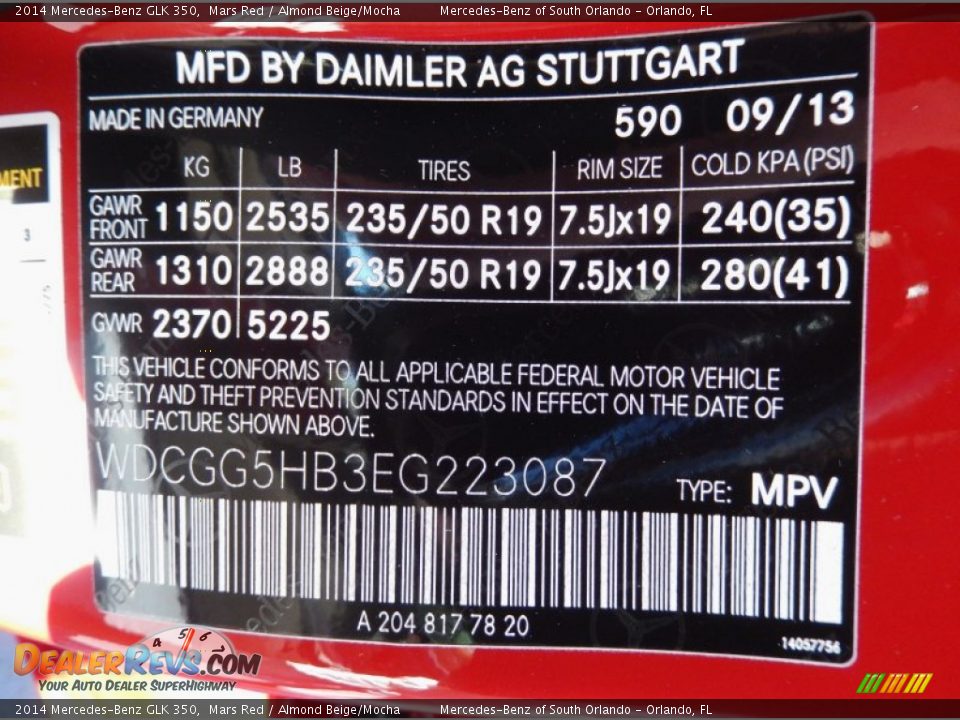 2014 Mercedes-Benz GLK 350, Mars Red / Almond Beige/Mocha Mercedes-Benz of South Orlando - Orlando, FL
MFD BY DAIMLER AG STUTTGART
MADE IN GERMANY 590 09/13
KG LB TIRES RIM SIZE COLD KPA(PSI)
GAWR FRONT 1150 2535 235/50 R19 7.5Jx19 240(35)
GAWR REAR 1310 2888 235/50 R19 7.5Jx19 280(41)
GVWR 2370 5225
THIS VEHICLE CONFORMS TO ALL APPLICABLE FEDERAL MOTOR VEHICLE
SAFETY AND THEFT PREVENTION STANDARDS IN EFFECT ON THE DATE OF
MANUFACTURE SHOWN ABOVE.
WDCGG5HB3EG223087 TYPE: MPV
A 204 817 78 20
14057756
MENT
3
4 5 6
DEALERREVS.COM
YOUR AUTO DEALER SUPERHIGHWAY
2014 Mercedes-Benz GLK 350, Mars Red / Almond Beige/Mocha Mercedes-Benz of South Orlando - Orlando, FL